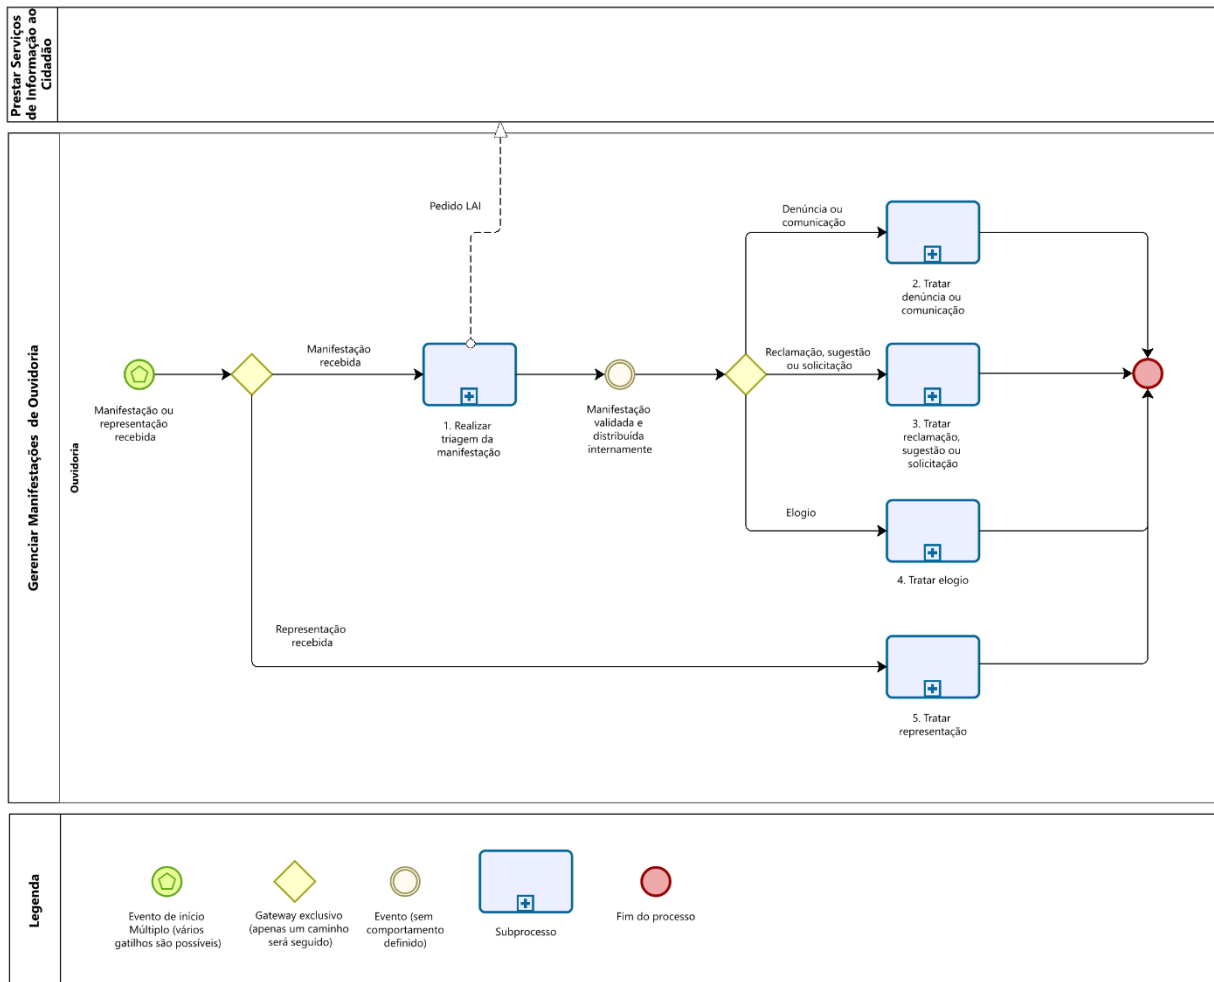 Prestar Serviços
de Informação ao
Cidadão
Gerenciar Manifestações de Ouvidoria
Ouvidoria
Pedido LAI
Manifestação ou
representação
recebida
Manifestação
recebida
Representação
recebida
1. Realizar
triagem da
manifestação
Manifestação
validada e
distribuida
internamente
Denúncia ou
comunicação
Reclamação, sugestão
ou solicitação
Elogio
2. Tratar
denúncia ou
comunicação
3. Tratar
reclamação,
sugestão ou
solicitação
4. Tratar elogio
5. Tratar
representação
Legenda
Evento de início
Múltiplo (vários
gatilhos são possíveis)
Gateway exclusivo
(apenas um caminho
será seguido)
Evento (sem
comportamento
definido)
Subprocesso
Fim do processo